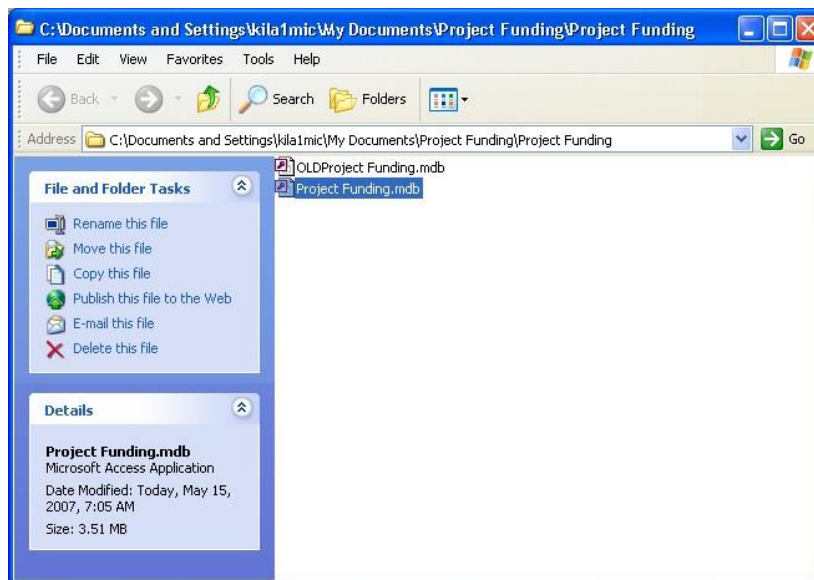 C:\Documents and Settings\kila1mic\My Documents\Project Funding\Project Funding
File Edit View Favorites Tools Help
Back Search Folders
Address C:\Documents and Settings\kila1mic\My Documents\Project Funding\Project Funding Go
File and Folder Tasks
Rename this file
Move this file
Copy this file
Publish this file to the Web
E-mail this file
Delete this file
Details
Project Funding.mdb
Microsoft Access Application
Date Modified: Today, May 15,
2007, 7:05 AM
Size: 3.51 MB
OLDProject Funding.mdb
Project Funding.mdb